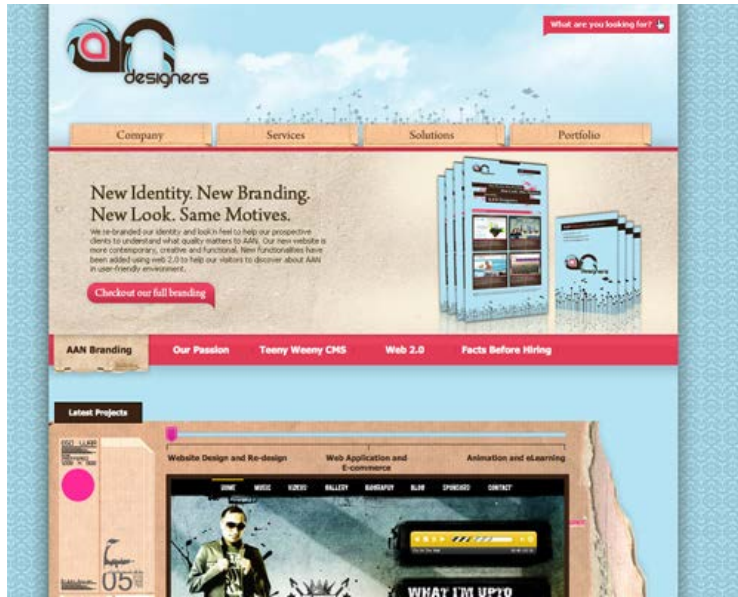 What are you looking for?
aan
designers
Company Services Solutions Portfolio
New Identity. New Branding.
New Look. Same Motives.
We re-branded our identity and look'n feel to help our prospective
clients to understand what quality matters to AAN. Our new website is
more contemporary, creative and functional. New functionalities have
been added using web 2.0 to help our visitors to discover about AAN
in user-friendly environment.
Checkout our full branding
AAN Branding Our Passion Teeny Weeny CMS Web 2.0 Facts Before Hiring
Latest Projects
Website Design and Re-design Web Application and Animation and eLearning
E-commerce
HOME MUSIC VIDEOS GALLERY BIOGRAPHY BLOG SPONSORS CONTACT
05
WHAT I'M UPTO